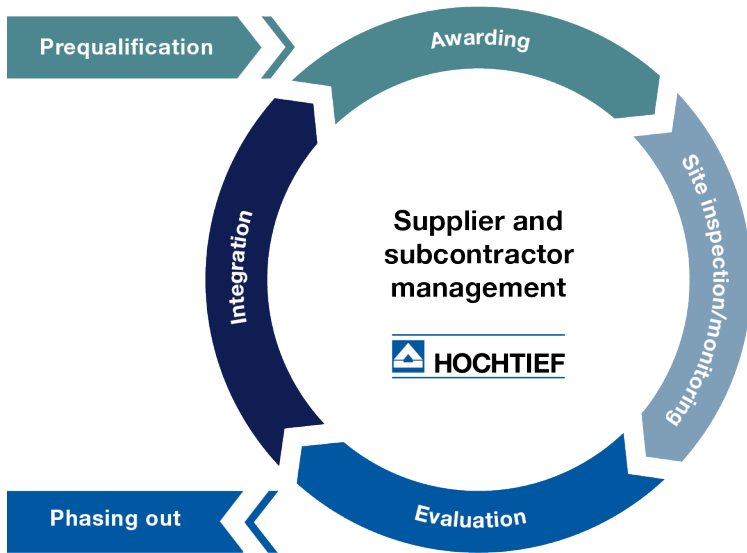 Prequalification
Awarding
Site inspection/monitoring
Supplier and
subcontractor
management
HOCHTIEF
Integration
Evaluation
Phasing out